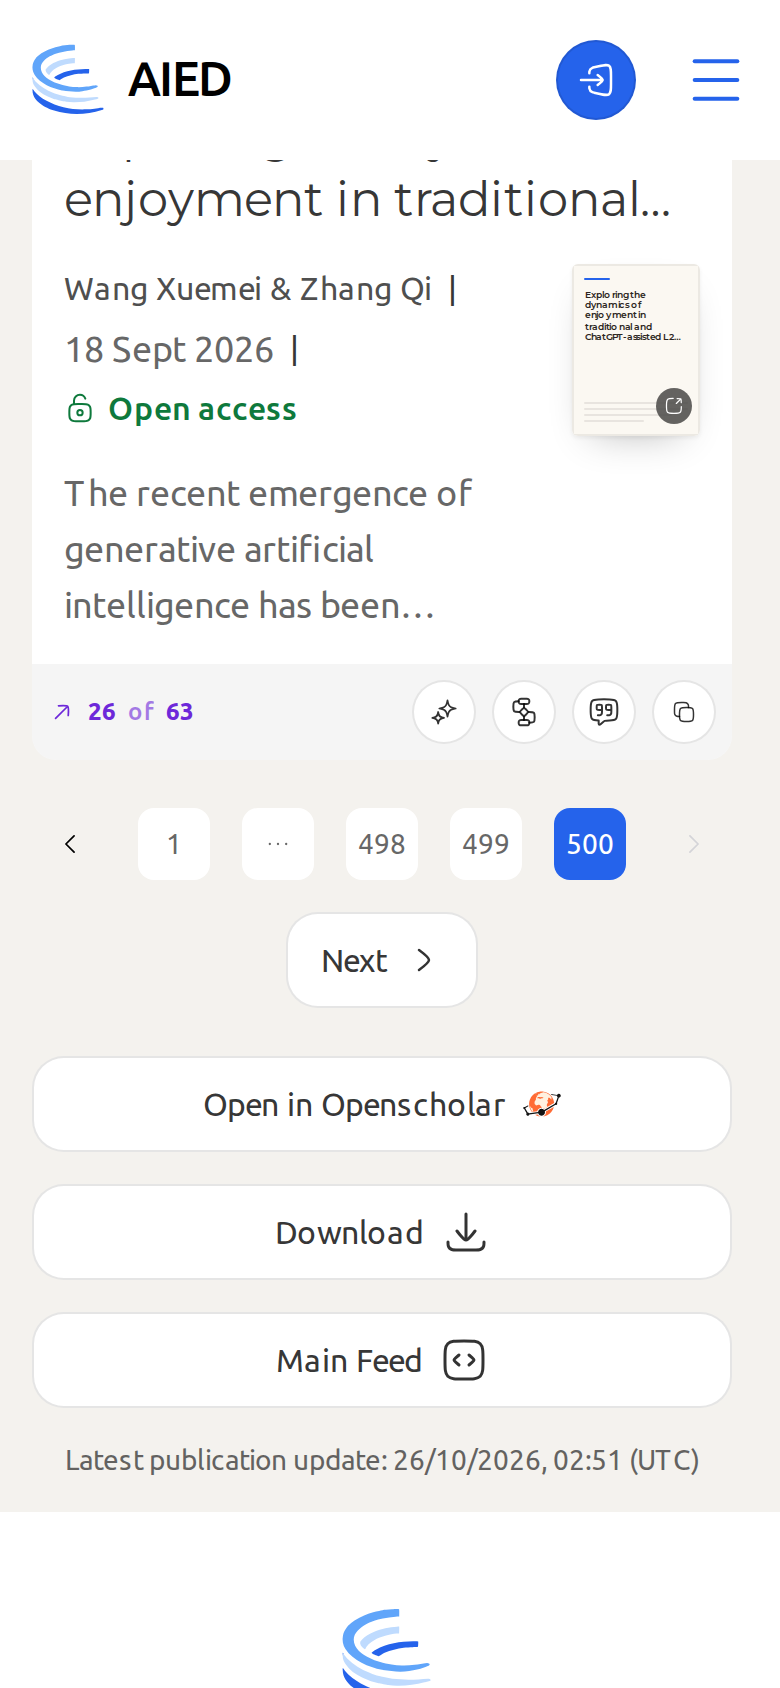 AIED
enjoyment in traditional...
Wang Xuemei & Zhang Qi |
18 Sept 2026 |
Open access
Exploring the
dynamics of
enjoyment in
traditional and
ChatGPT-assisted L2...
The recent emergence of
generative artificial
intelligence has been...
26 of 63
1 ... 498 499 500
Next
Open in Openscholar
Download
Main Feed
Latest publication update: 26/10/2026, 02:51 (UTC)